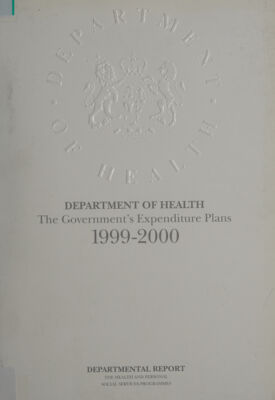 · DEPARTMENT ·
OF HEALTH
DEPARTMENT OF HEALTH
The Government's Expenditure Plans
1999-2000
DEPARTMENTAL REPORT
THE HEALTH AND PERSONAL
SOCIAL SERVICES PROGRAMMES